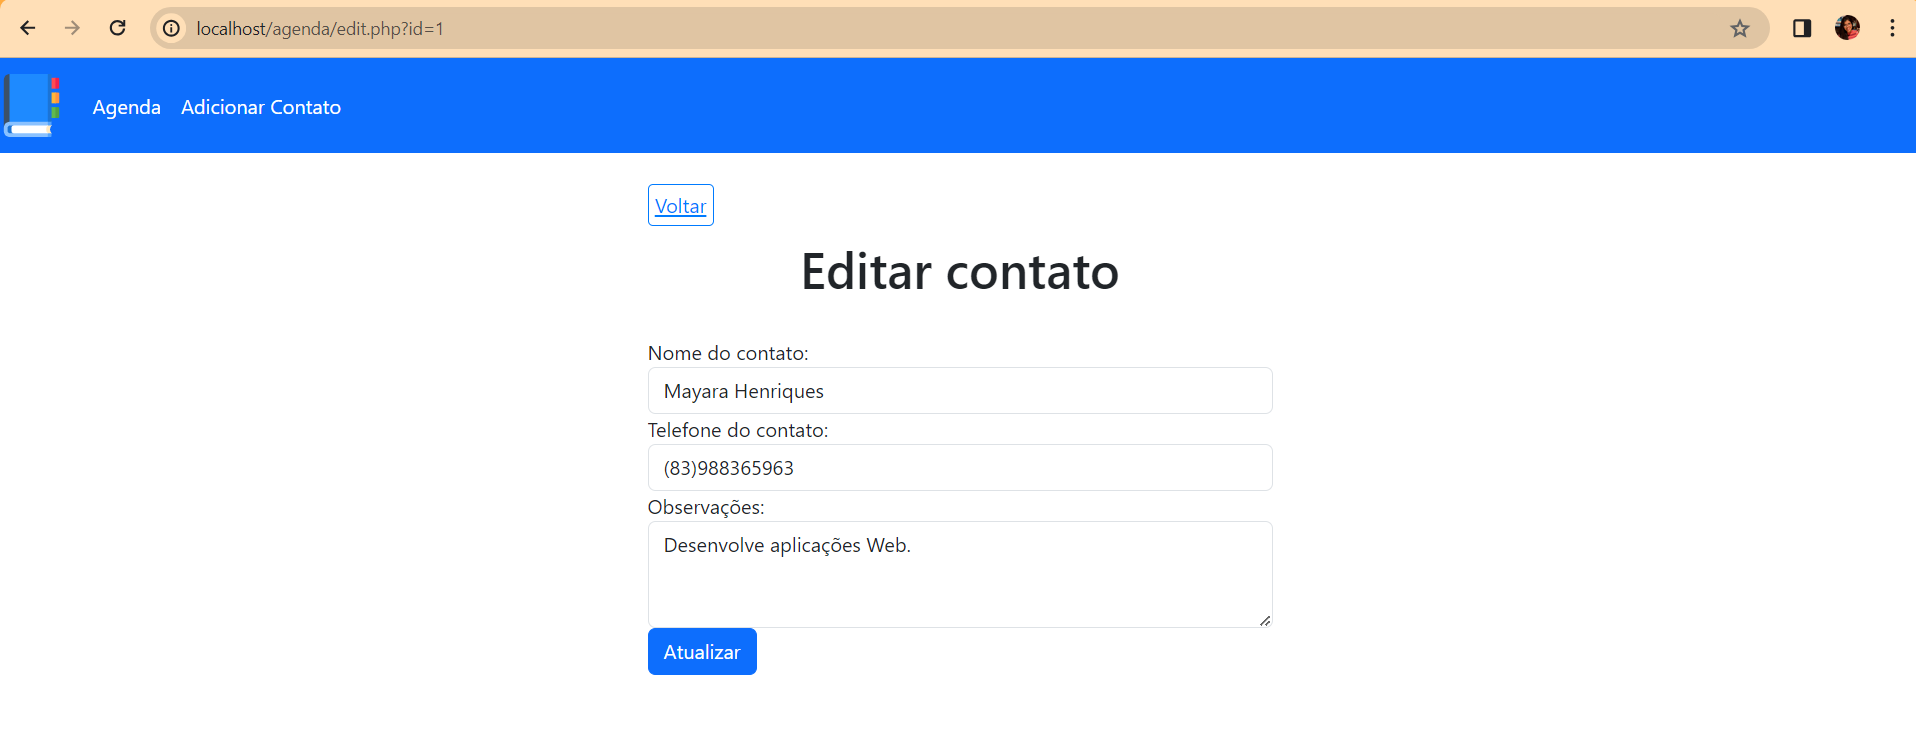 localhost/agenda/edit.php?id=1
Agenda Adicionar Contato
Voltar
Editar contato
Nome do contato:
Mayara Henriques
Telefone do contato:
(83)988365963
Observações:
Desenvolve aplicações Web.
Atualizar